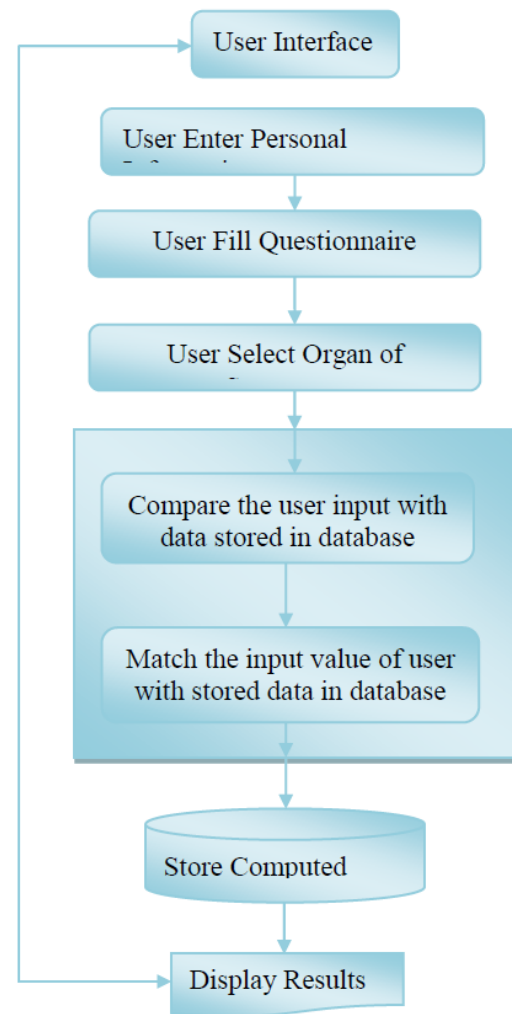 User Interface
User Enter Personal
User Fill Questionnaire
User Select Organ of
Compare the user input with
data stored in database
Match the input value of user
with stored data in database
Store Computed
Display Results